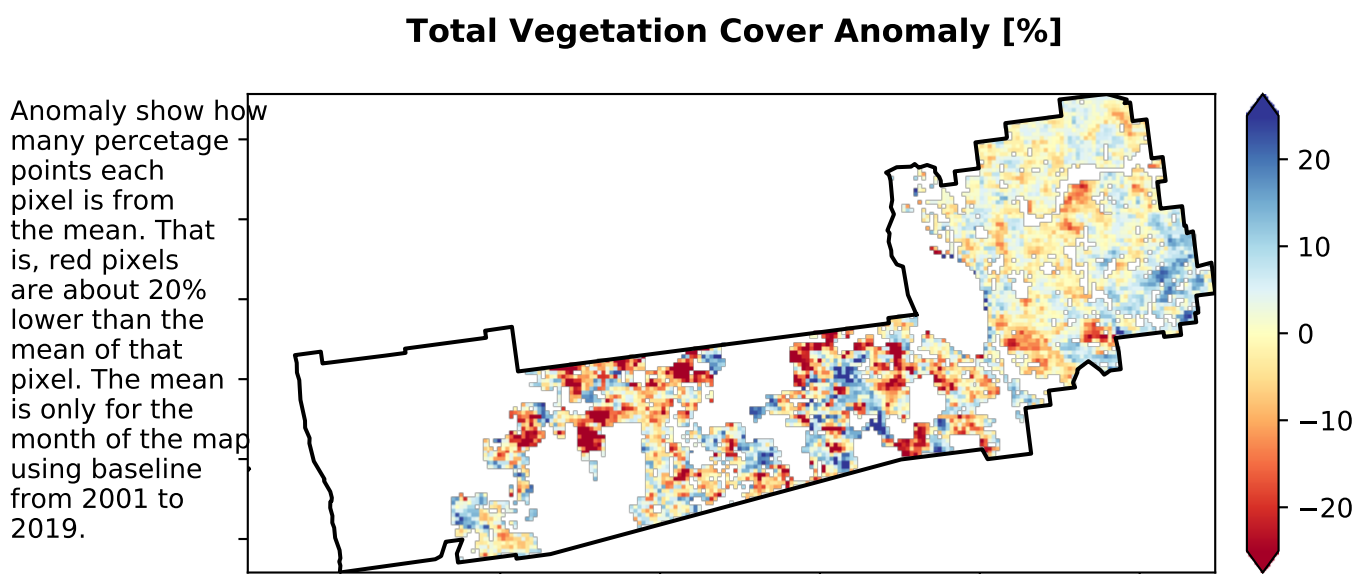 Total Vegetation Cover Anomaly [%]
Anomaly show how
many percetage
points each
pixel is from
the mean. That
is, red pixels
are about 20%
lower than the
mean of that
pixel. The mean
is only for the
month of the map
using baseline
from 2001 to
2019.
20
10
0
−10
−20